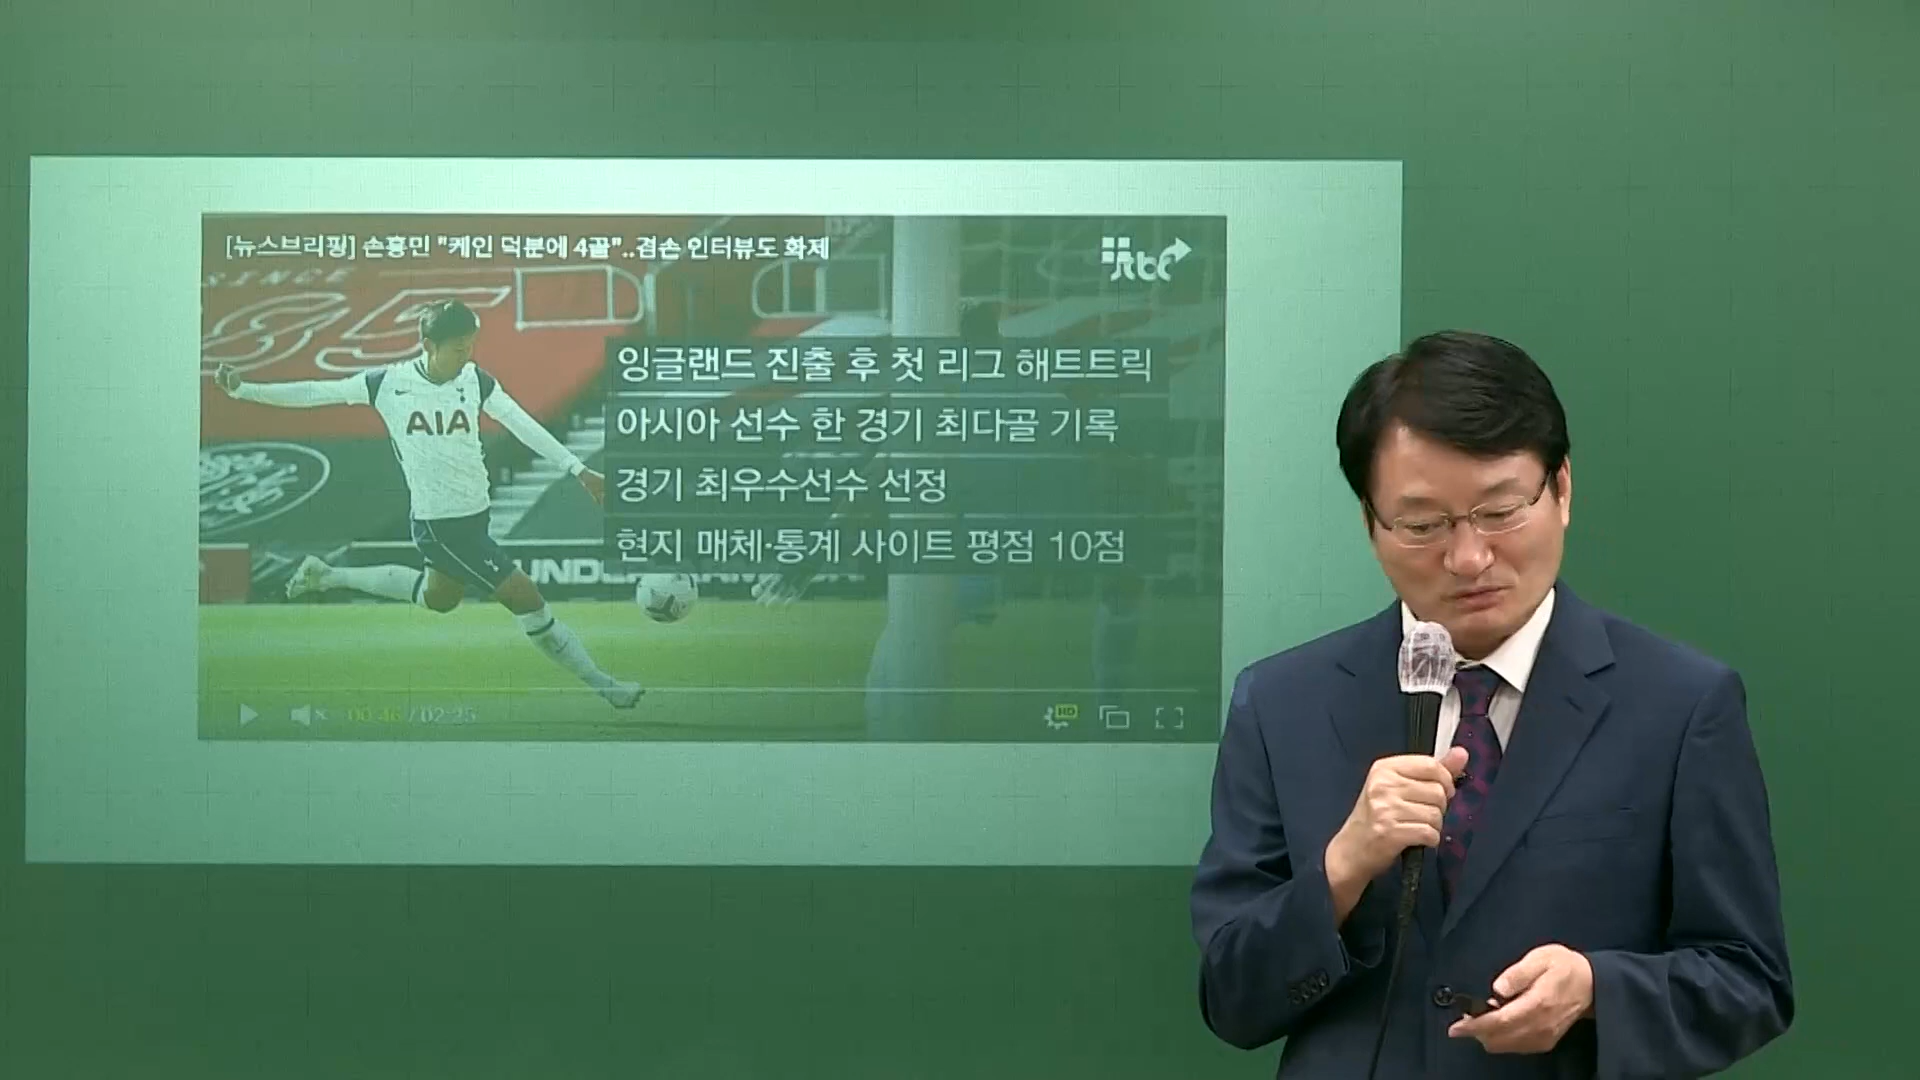 [뉴스브리핑] 손흥민 "케인 덕분에 4골"..겸손 인터뷰도 화제
jtbc
SINCE
85
잉글랜드 진출 후 첫 리그 해트트릭
아시아 선수 한 경기 최다골 기록
경기 최우수선수 선정
현지 매체·통계 사이트 평점 10점
AIA
UNDER
00:46 / 02:25
HD